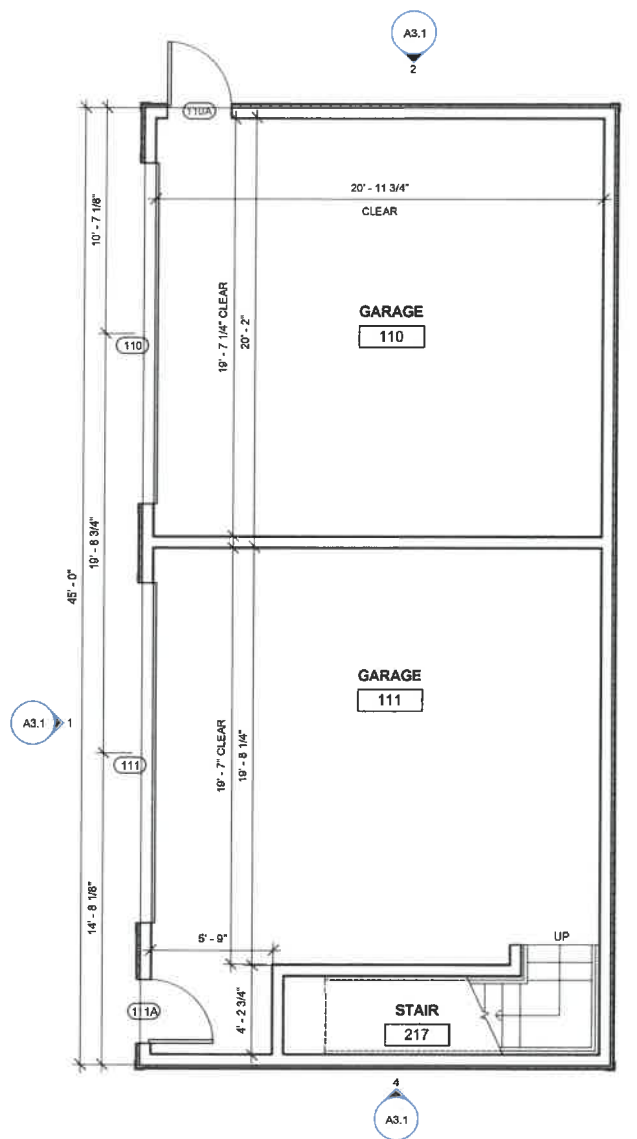 A3.1
2
110A
20' - 11 3/4"
CLEAR
10' - 7 1/8"
GARAGE
110
19' - 7 1/4" CLEAR
20' - 2"
110
19' - 8 3/4"
45' - 0"
GARAGE
111
A3.1
1
19' - 7" CLEAR
19' - 8 1/4"
111
14' - 8 1/8"
5' - 9"
UP
111A
4' - 2 3/4"
STAIR
217
4
A3.1